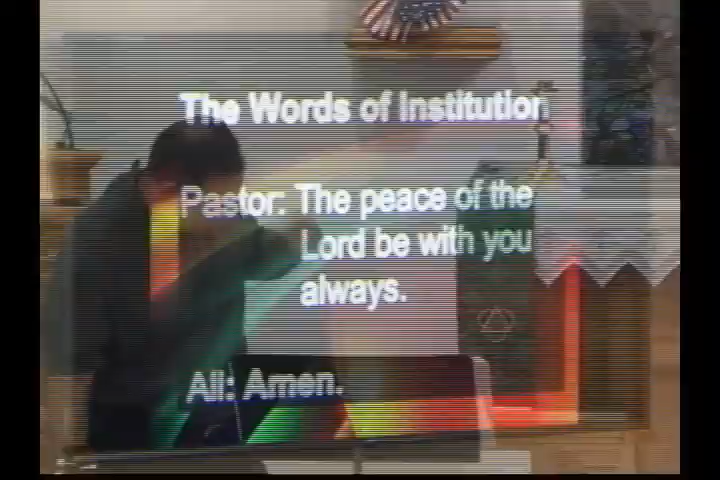 The Words of Institution
Pastor: The peace of the
Lord be with you
always.
All: Amen.